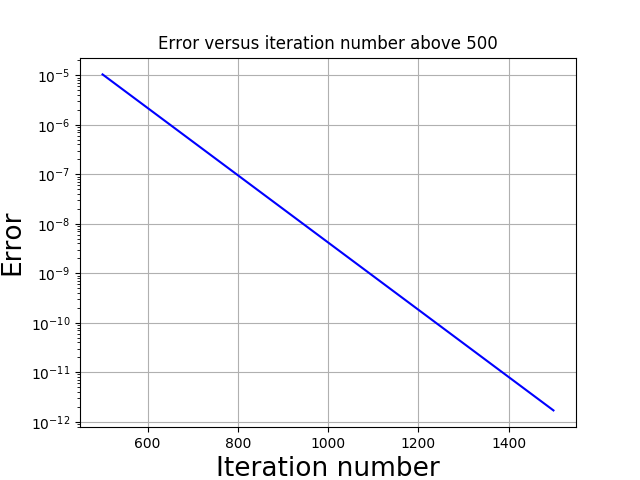 Error versus iteration number above 500
Error
10⁻⁵
10⁻⁶
10⁻⁷
10⁻⁸
10⁻⁹
10⁻¹⁰
10⁻¹¹
10⁻¹²
600 800 1000 1200 1400
Iteration number